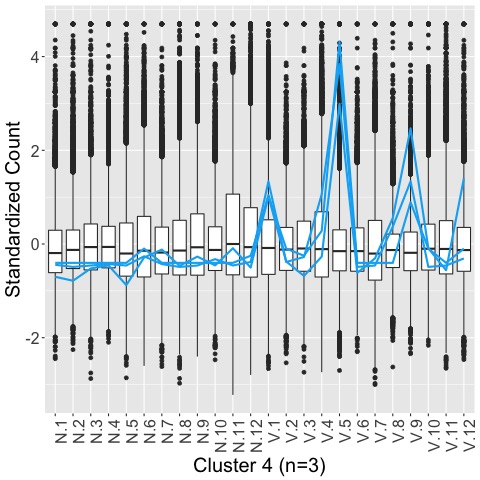 Standardized Count
4
2
0
-2
N.1
N.2
N.3
N.4
N.5
N.6
N.7
N.8
N.9
N.10
N.11
N.12
V.1
V.2
V.3
V.4
V.5
V.6
V.7
V.8
V.9
V.10
V.11
V.12
Cluster 4 (n=3)